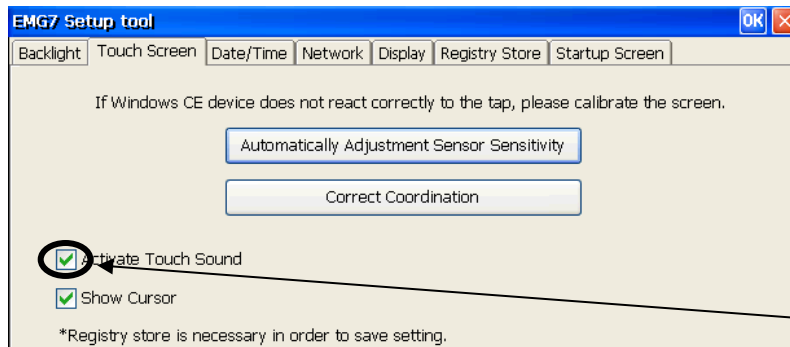 EMG7 Setup tool OK
Backlight Touch Screen Date/Time Network Display Registry Store Startup Screen
If Windows CE device does not react correctly to the tap, please calibrate the screen.
Automatically Adjustment Sensor Sensitivity
Correct Coordination
Activate Touch Sound
Show Cursor
*Registry store is necessary in order to save setting.